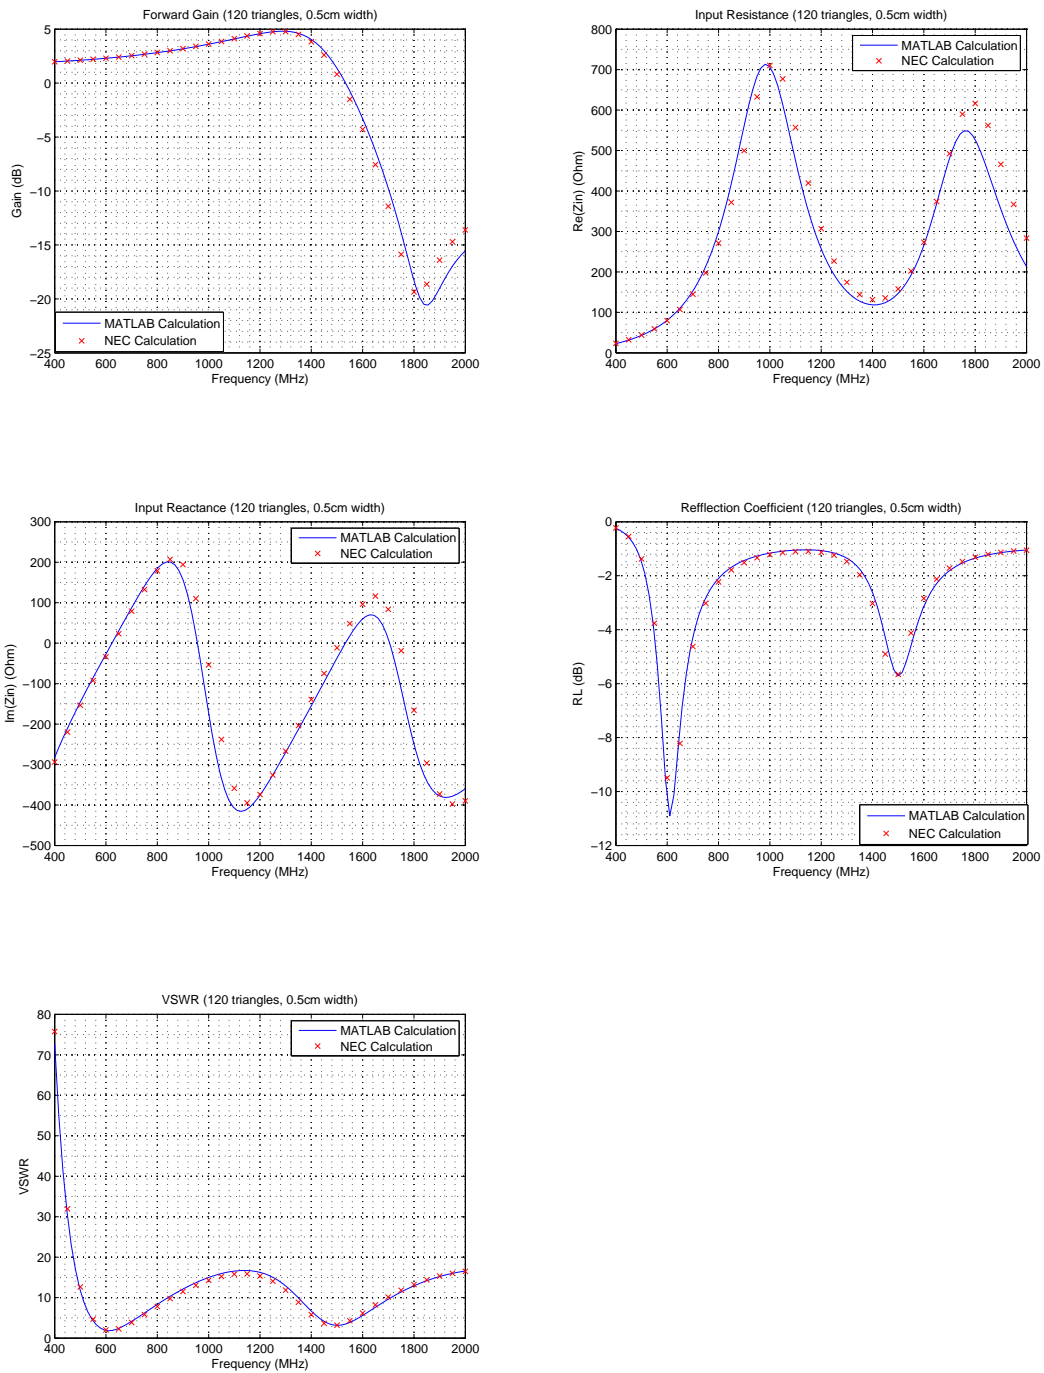 Forward Gain (120 triangles, 0.5cm width)
5
0
−5
−10
−15
−20
−25
Gain (dB)
MATLAB Calculation
NEC Calculation
400 600 800 1000 1200 1400 1600 1800 2000
Frequency (MHz)
Input Resistance (120 triangles, 0.5cm width)
800
700
600
500
400
300
200
100
0
Re(Zin) (Ohm)
MATLAB Calculation
NEC Calculation
400 600 800 1000 1200 1400 1600 1800 2000
Frequency (MHz)
Input Reactance (120 triangles, 0.5cm width)
300
200
100
0
−100
−200
−300
−400
−500
Im(Zin) (Ohm)
MATLAB Calculation
NEC Calculation
400 600 800 1000 1200 1400 1600 1800 2000
Frequency (MHz)
Refflection Coefficient (120 triangles, 0.5cm width)
0
−2
−4
−6
−8
−10
−12
RL (dB)
MATLAB Calculation
NEC Calculation
400 600 800 1000 1200 1400 1600 1800 2000
Frequency (MHz)
VSWR (120 triangles, 0.5cm width)
80
70
60
50
40
30
20
10
0
VSWR
MATLAB Calculation
NEC Calculation
400 600 800 1000 1200 1400 1600 1800 2000
Frequency (MHz)